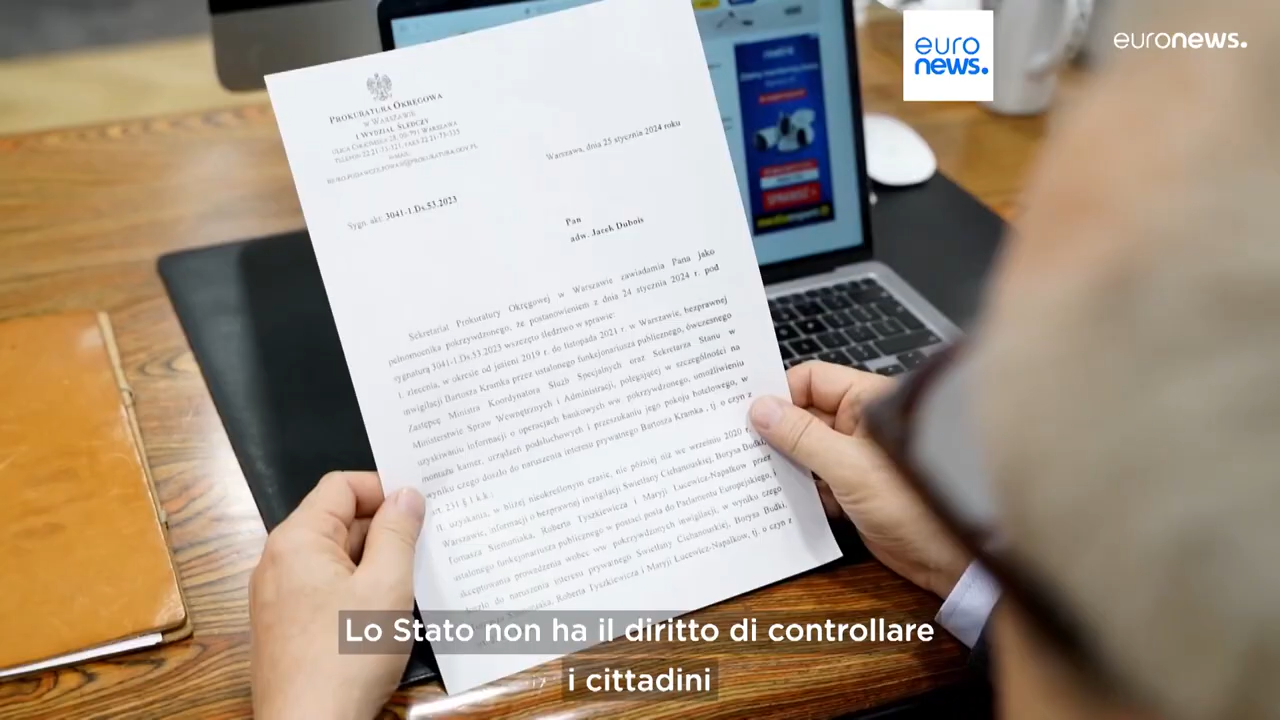 euro
news.
euronews.
PROKURATURA OKRĘGOWA
W WARSZAWIE
I WYDZIAŁ ŚLEDCZY
Warszawa, dnia 25 stycznia 2024 roku
Sygn. akt: 3041-1.Ds.53.2023
Pan
adw. Jacek Dubois
Sekretariat Prokuratury Okręgowej w Warszawie zawiadamia Pana jako
pełnomocnika pokrzywdzonego, że postanowieniem z dnia 24 stycznia 2024 r. pod
sygnaturą 3041-1.Ds.53.2023 wszczęto śledztwo w sprawie:
I. zlecenia, w okresie od jesieni 2019 r. do listopada 2021 r. w Warszawie, bezprawnej
inwigilacji Bartosza Kramka przez ustalonego funkcjonariusza publicznego, ówczesnego
Zastępcę Ministra Koordynatora Służb Specjalnych oraz Sekretarza Stanu w
Ministerstwie Spraw Wewnętrznych i Administracji, polegającej w szczególności na
uzyskiwaniu informacji o operacjach bankowych ww. pokrzywdzonego, umożliwieniu
montażu kamer, urządzeń podsłuchowych i przeszukaniu jego pokoju hotelowego, w
wyniku czego doszło do naruszenia interesu prywatnego Bartosza Kramka , tj. o czyn z
art. 231 § 1 k.k.;
II. uzyskania, w bliżej nieokreślonym czasie, nie później niż we wrześniu 2020 r.
Warszawie, informacji o bezprawnej inwigilacji Swietłany Cichanouskiej, Borysa Budki,
Tomasza Siemoniaka, Roberta Tyszkiewicza i Maryji Łucewicz-Napałkow przez
ustalonego funkcjonariusza publicznego w postaci posła do Parlamentu Europejskiego, i
akceptowania prowadzenia wobec ww. pokrzywdzonych inwigilacji, w wyniku czego
doszło do naruszenia interesu prywatnego Swietłany Cichanouskiej, Borysa Budki,
Siemoniaka, Roberta Tyszkiewicza i Maryji Łucewicz-Napałkow, tj. o czyn z
Lo Stato non ha il diritto di controllare
i cittadini